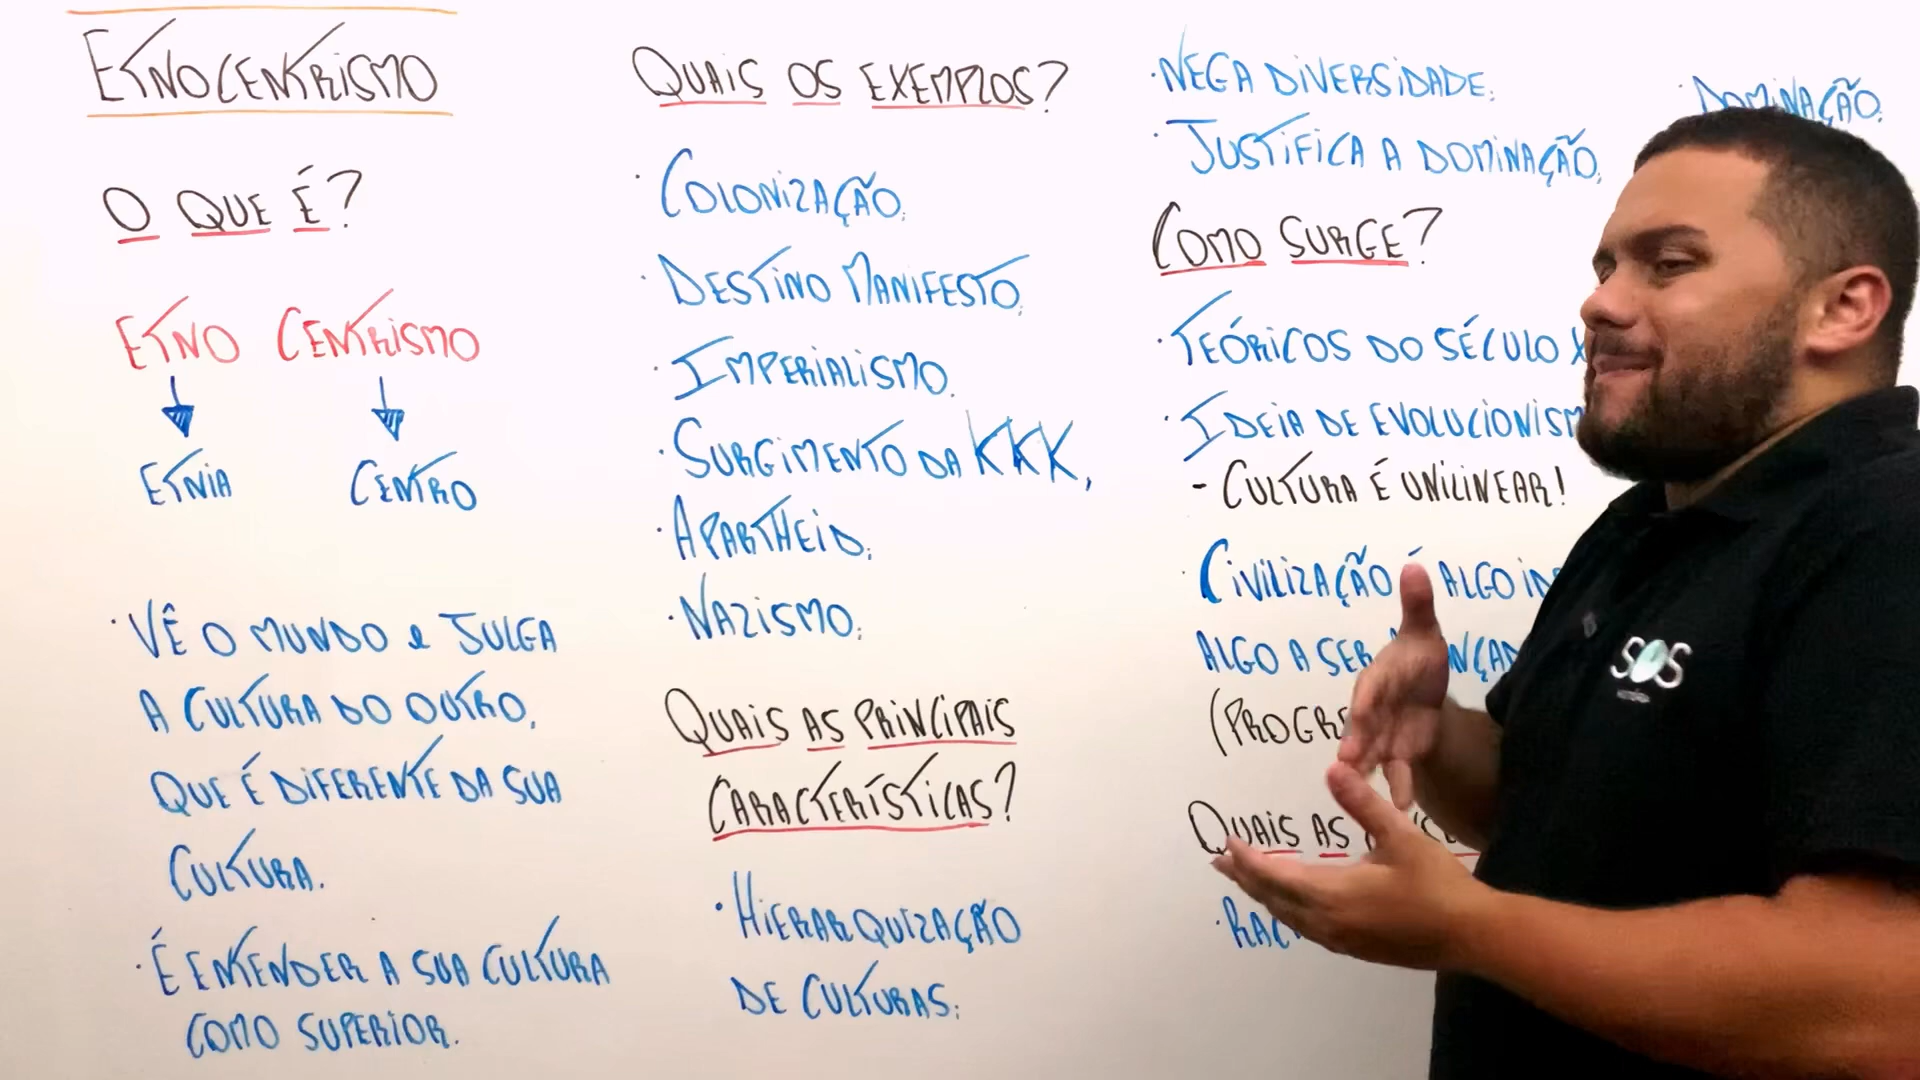 ETNOCENTRISMO
O QUE É?
ETNO CENTRISMO
ETNIA CENTRO
· VÊ O MUNDO e JULGA
A CULTURA DO OUTRO,
QUE É DIFERENTE DA SUA
CULTURA.
· É ENTENDER A SUA CULTURA
COMO SUPERIOR.
QUAIS OS EXEMPLOS?
· COLONIZAÇÃO;
· DESTINO MANIFESTO;
· IMPERIALISMO.
· SURGIMENTO DA KKK,
· APARTHEID;
· NAZISMO;
QUAIS AS PRINCIPAIS
CARACTERÍSTICAS?
· HIERARQUIZAÇÃO
DE CULTURAS;
· NEGA DIVERSIDADE;
· JUSTIFICA A DOMINAÇÃO;
COMO SURGE?
· TEÓRICOS DO SÉCULO
· IDEIA DE EVOLUCIONISM
- CULTURA É UNILINEAR!
· CIVILIZAÇÃO É ALGO
ALGO A SER
(PROGRE
QUAIS AS
· DOMINAÇÃO;
SOS